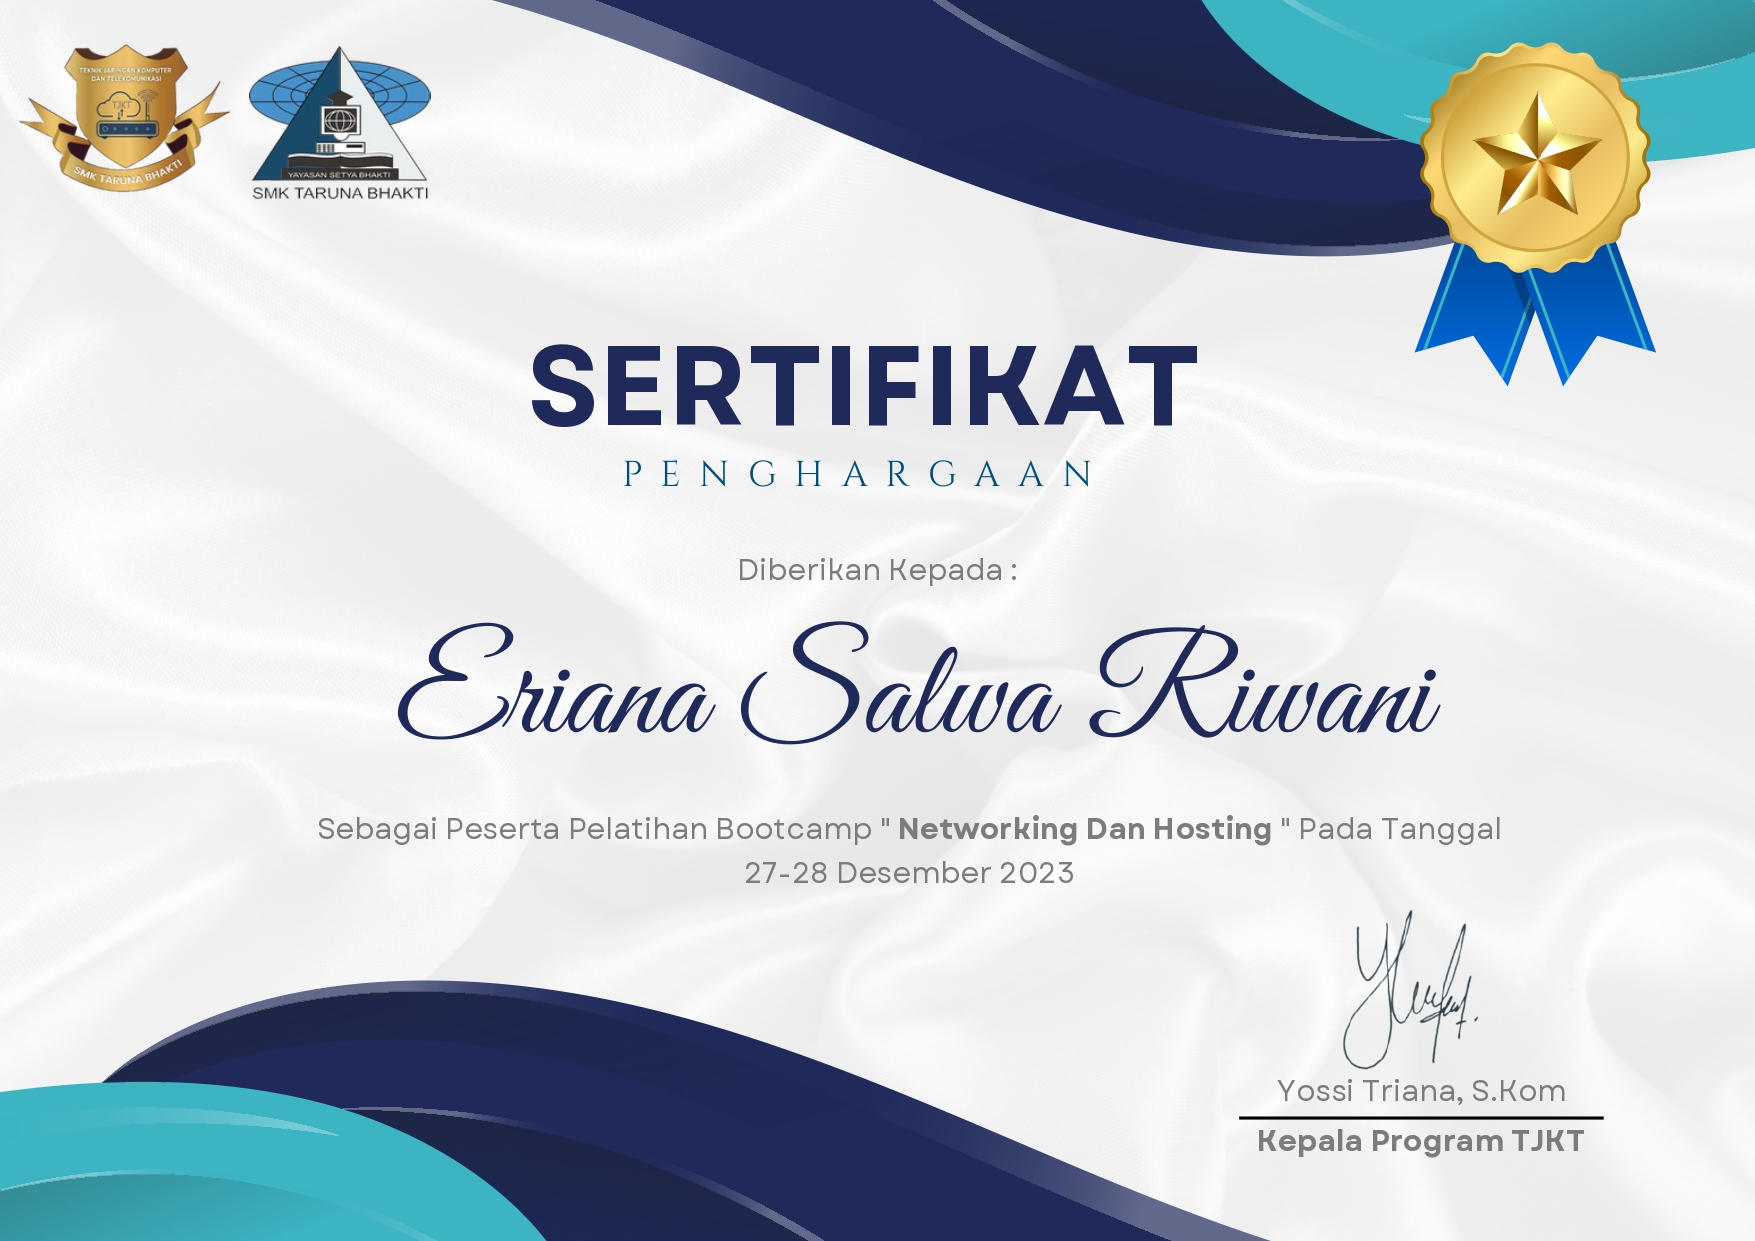 TEKNIK JARINGAN KOMPUTER
DAN TELEKOMUNIKASI
TJKT
SMK TARUNA BHAKTI
YAYASAN SETYA BHAKTI
SMK TARUNA BHAKTI
SERTIFIKAT
PENGHARGAAN
Diberikan Kepada :
Eriana Salwa Riwani
Sebagai Peserta Pelatihan Bootcamp " Networking Dan Hosting " Pada Tanggal
27-28 Desember 2023
Yossi Triana, S.Kom
Kepala Program TJKT